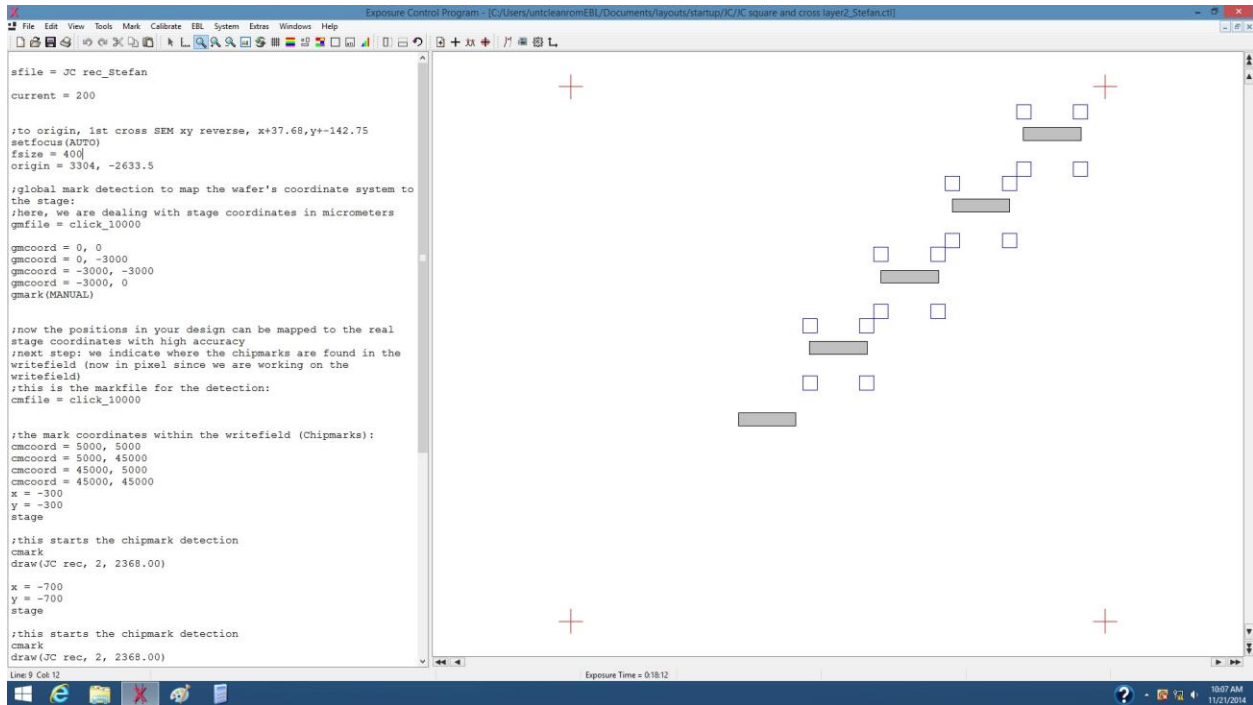 Exposure Control Program - [C:/Users/untcleanromEBL/Documents/layouts/startup/JC/JC square and cross layer2_Stefan.ctl]
File Edit View Tools Mark Calibrate EBL System Extras Windows Help
sfile = JC rec_Stefan
current = 200
;to origin, 1st cross SEM xy reverse, x+37.68,y+-142.75
setfocus(AUTO)
fsize = 400
origin = 3304, -2633.5
;global mark detection to map the wafer's coordinate system to
the stage:
;here, we are dealing with stage coordinates in micrometers
gmfile = click_10000
gmcoord = 0, 0
gmcoord = 0, -3000
gmcoord = -3000, -3000
gmcoord = -3000, 0
gmark(MANUAL)
;now the positions in your design can be mapped to the real
stage coordinates with high accuracy
;next step: we indicate where the chipmarks are found in the
writefield (now in pixel since we are working on the
writefield)
;this is the markfile for the detection:
cmfile = click_10000
;the mark coordinates within the writefield (Chipmarks):
cmcoord = 5000, 5000
cmcoord = 5000, 45000
cmcoord = 45000, 5000
cmcoord = 45000, 45000
x = -300
y = -300
stage
;this starts the chipmark detection
cmark
draw(JC rec, 2, 2368.00)
x = -700
y = -700
stage
;this starts the chipmark detection
cmark
draw(JC rec, 2, 2368.00)
Line: 9 Col: 12
Exposure Time = 0:18:12
10:07 AM
11/21/2014